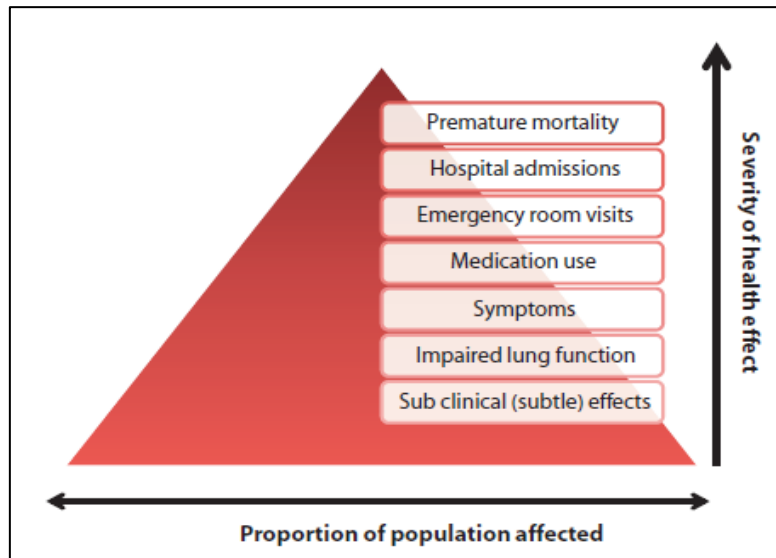 Premature mortality
Hospital admissions
Emergency room visits
Medication use
Symptoms
Impaired lung function
Sub clinical (subtle) effects
Severity of health effect
Proportion of population affected